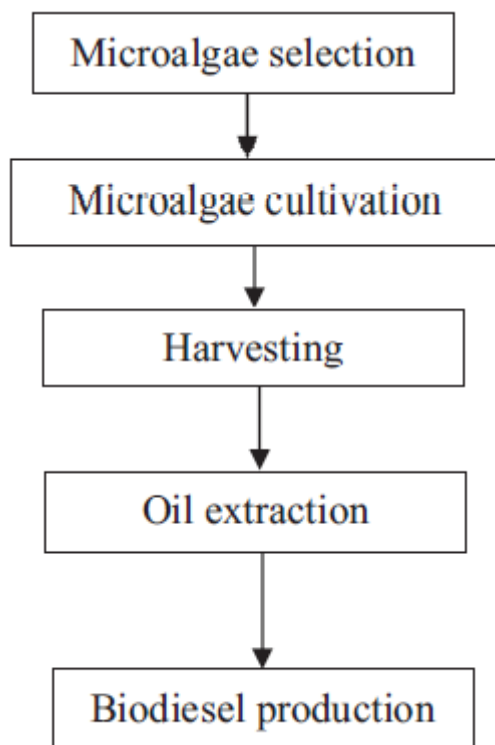 Microalgae selection
Microalgae cultivation
Harvesting
Oil extraction
Biodiesel production